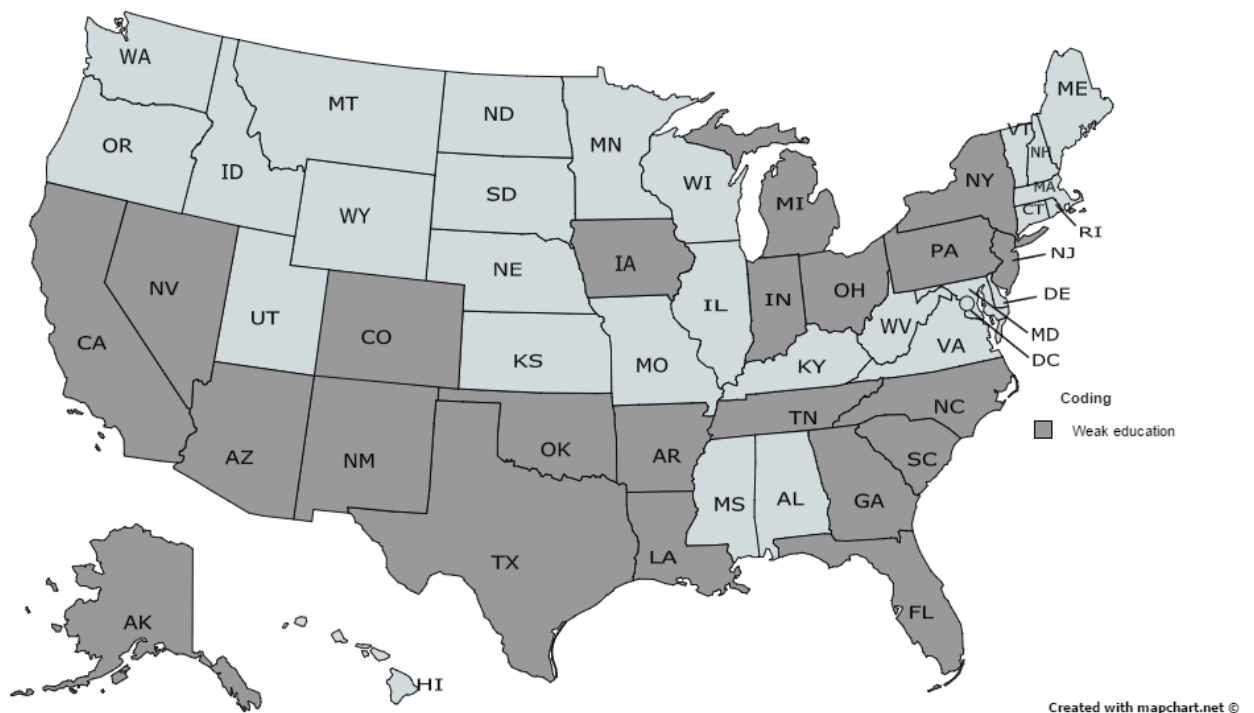 WA
MT
ND
MN
ME
VT
NH
OR
ID
SD
WI
NY
MA
WY
CT
MI
RI
IA
PA
NJ
NE
NV
IN
OH
DE
UT
IL
CO
WV
MD
CA
VA
KS
MO
KY
DC
Coding
NC
TN
Weak education
OK
AZ
NM
AR
SC
MS
AL
GA
TX
LA
FL
AK
HI
Created with mapchart.net ©